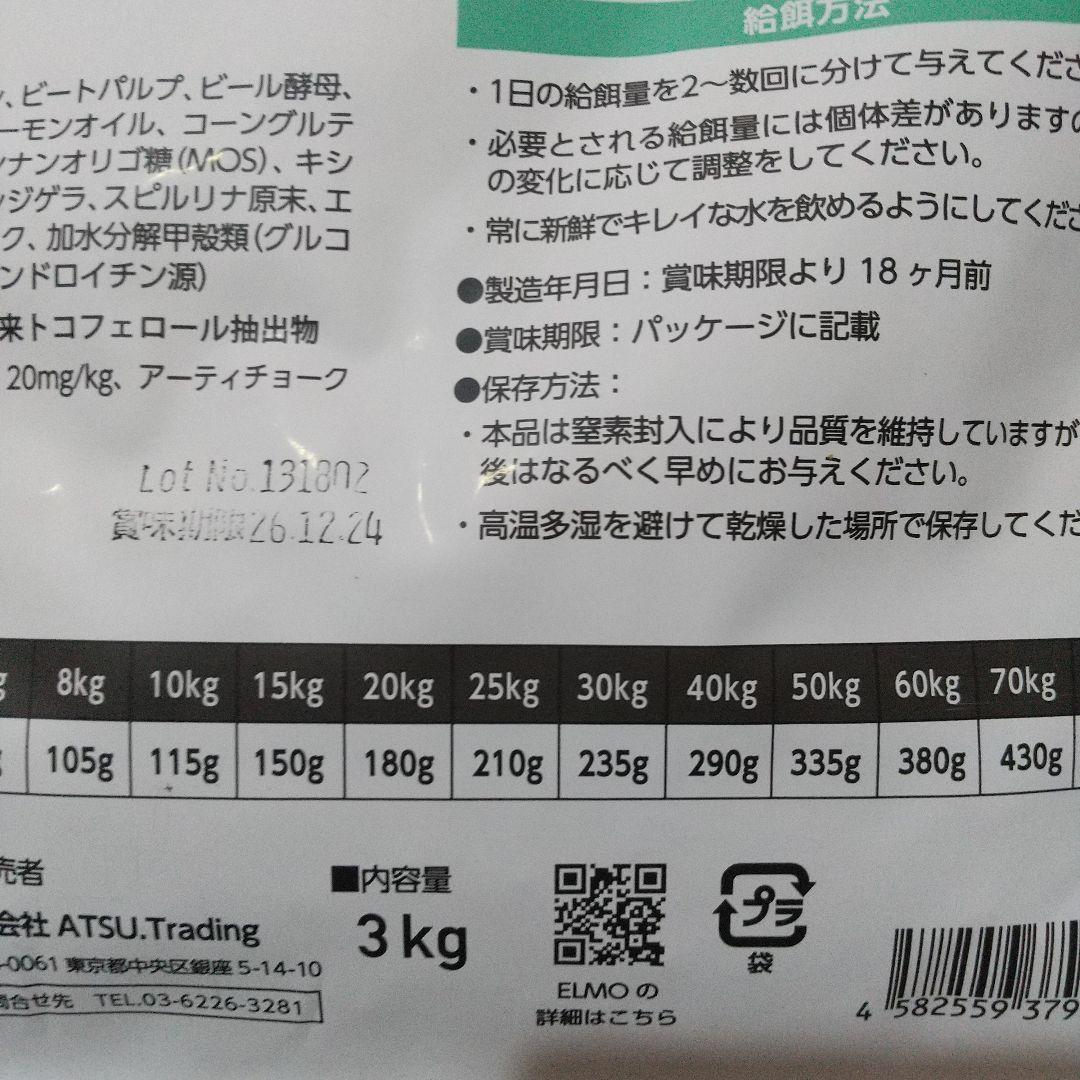 給餌方法
・1日の給餌量を2〜数回に分けて与えてくださ
・必要とされる給餌量には個体差がありますの
の変化に応じて調整をしてください。
・常に新鮮でキレイな水を飲めるようにしてくださ
●製造年月日：賞味期限より 18 ヶ月前
●賞味期限：パッケージに記載
●保存方法：
・本品は窒素封入により品質を維持していますが
後はなるべく早めにお与えください。
・高温多湿を避けて乾燥した場所で保存してくだ
、ビートパルプ、ビール酵母、
ーモンオイル、コーングルテ
ンナンオリゴ糖(MOS)、キシ
ッジゲラ、スピルリナ原末、エ
ク、加水分解甲殻類(グルコ
ンドロイチン源)
来トコフェロール抽出物
20mg/kg、アーティチョーク
Lot No.131802
賞味期限26.12.24
8kg 10kg 15kg 20kg 25kg 30kg 40kg 50kg 60kg 70kg
105g 115g 150g 180g 210g 235g 290g 335g 380g 430g
売者
会社 ATSU.Trading
-0061 東京都中央区銀座 5-14-10
問合せ先 TEL.03-6226-3281
■内容量
3kg
ELMO の
詳細はこちら
プラ
袋
4 582559 379